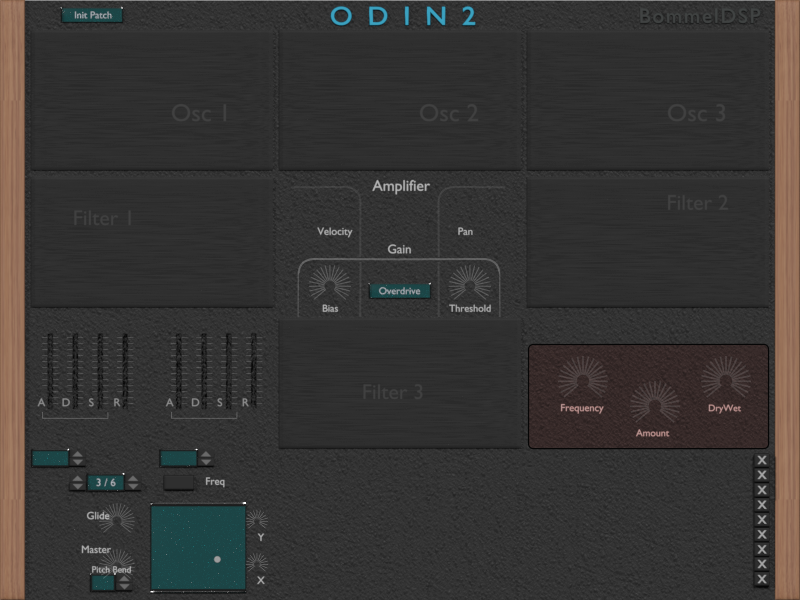 Init Patch
ODIN 2
BommelDSP
Osc 1
Osc 2
Osc 3
Amplifier
Filter 1
Filter 2
Velocity
Pan
Gain
Overdrive
Bias
Threshold
Filter 3
A D S R
A D S R
Frequency
DryWet
Amount
3 / 6
Freq
Glide
Y
Master
Pitch Bend
X
X
X
X
X
X
X
X
X
X